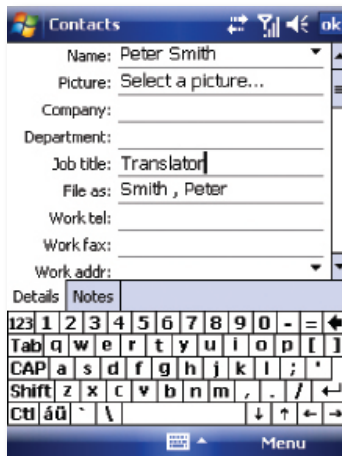 Contacts ok
Name: Peter Smith
Picture: Select a picture...
Company:
Department:
Job title: Translator
File as: Smith , Peter
Work tel:
Work fax:
Work addr:
Details Notes
123 1 2 3 4 5 6 7 8 9 0 - =
Tab q w e r t y u i o p [ ]
CAP a s d f g h j k l ; '
Shift z x c v b n m , . /
Ctl áü ` \
Menu